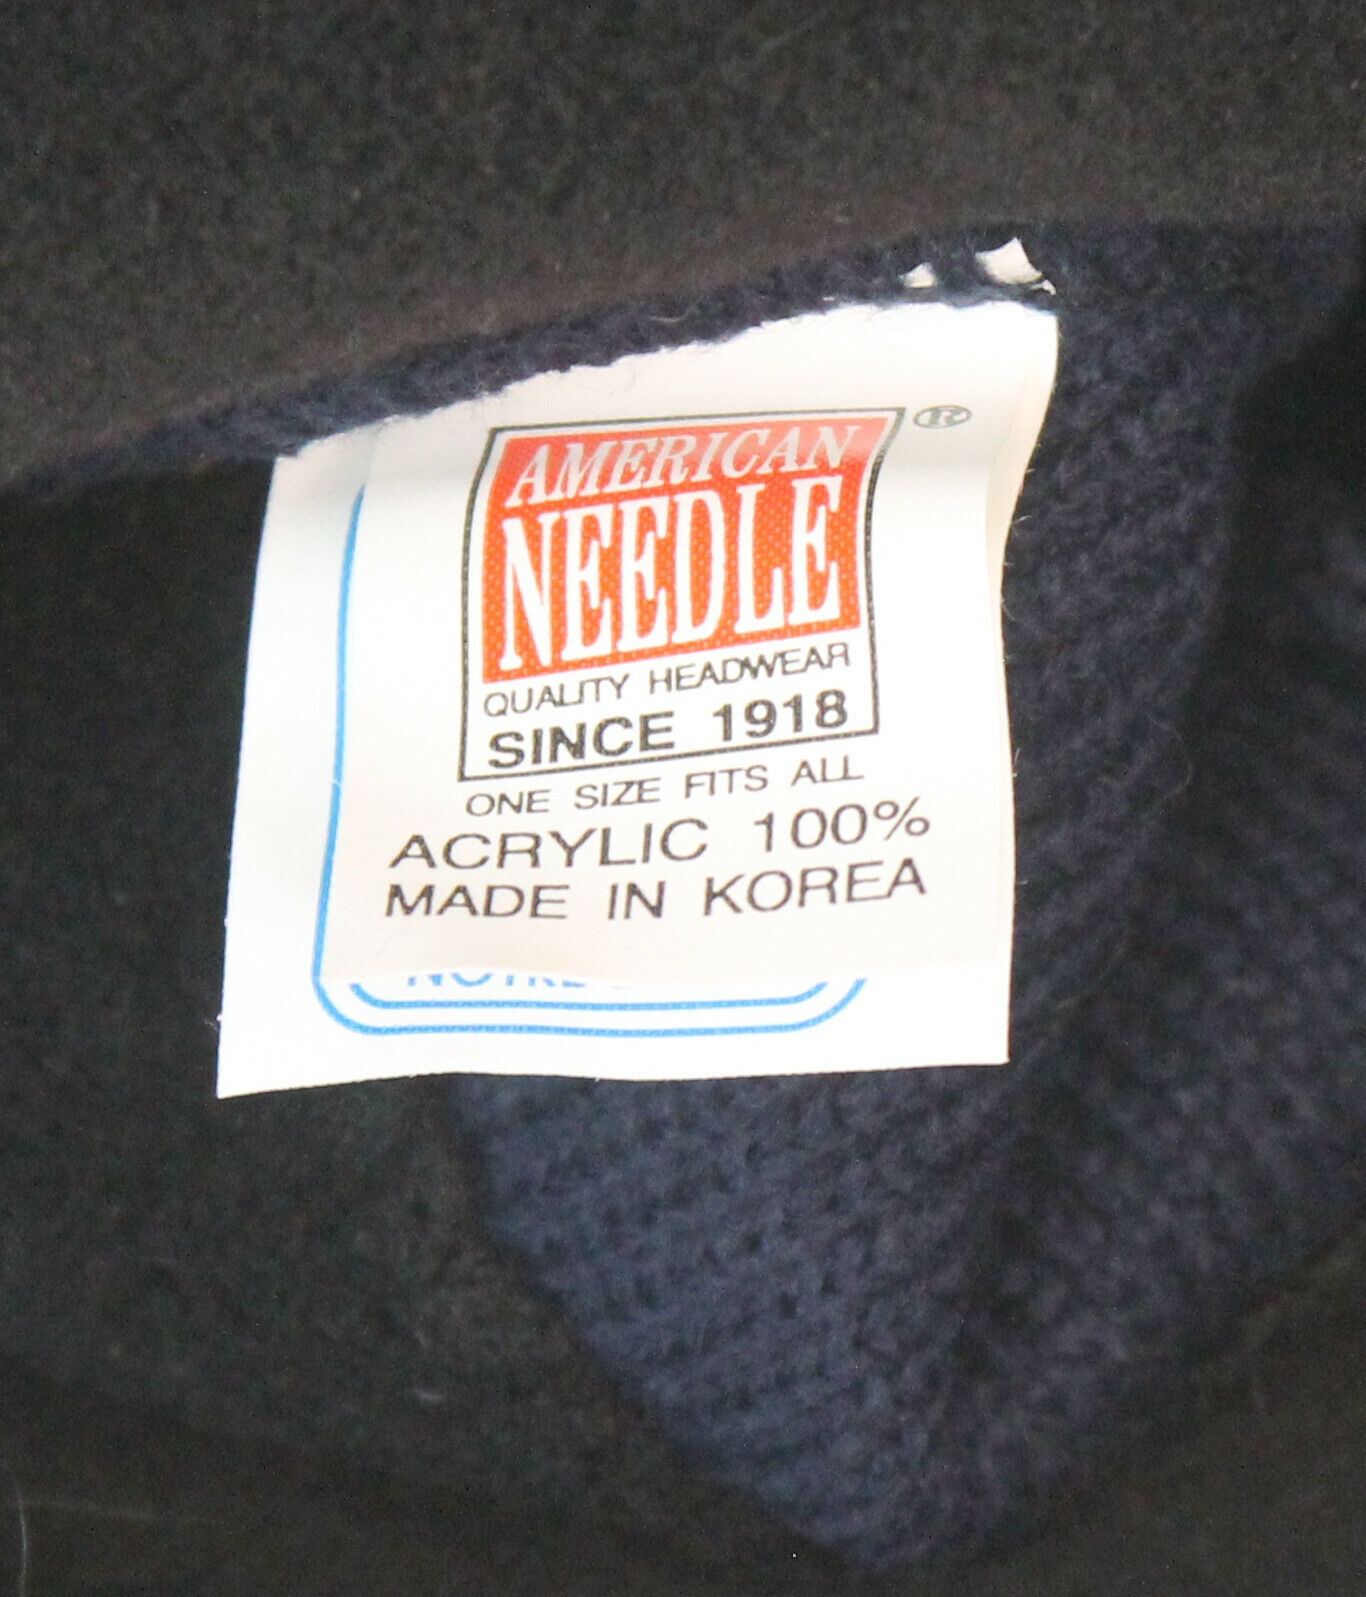 AMERICAN ®
NEEDLE
QUALITY HEADWEAR
SINCE 1918
ONE SIZE FITS ALL
ACRYLIC 100%
MADE IN KOREA